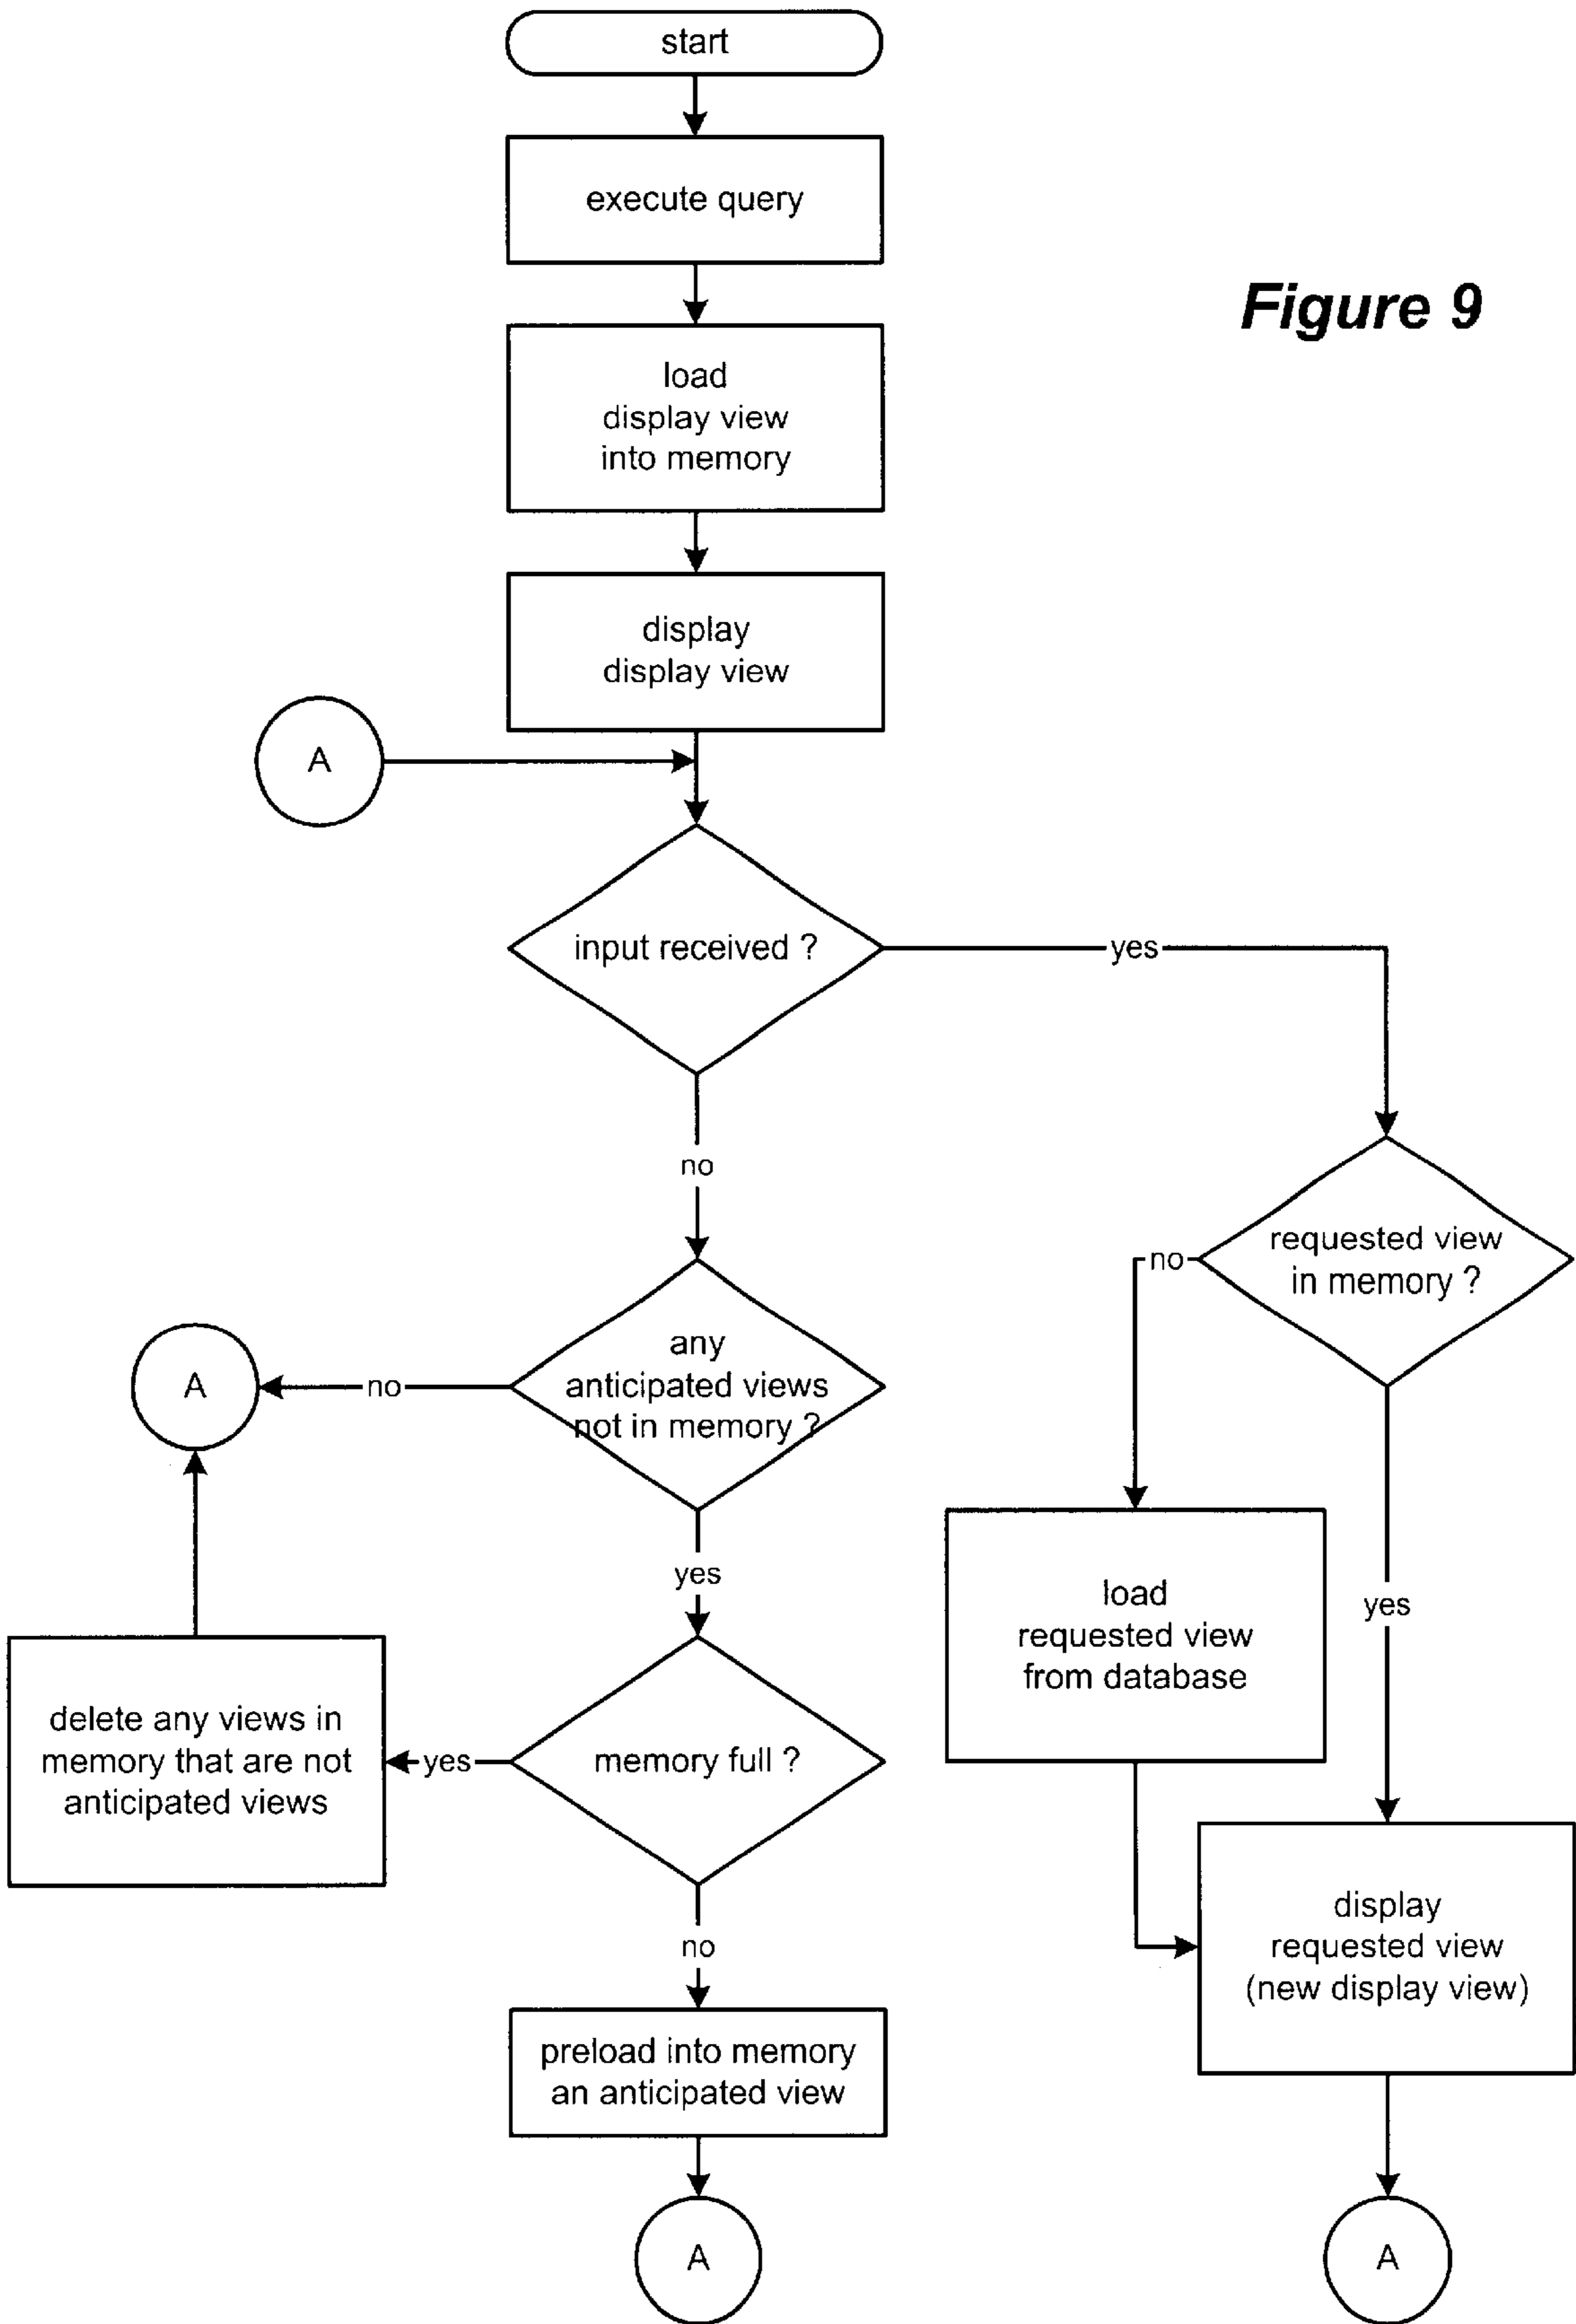 start
execute query
Figure 9
load
display view
into memory
display
display view
A
input received ?
yes
no
requested view
in memory ?
no
any
anticipated views
not in memory ?
no
A
yes
load
requested view
from database
yes
delete any views in
memory that are not
anticipated views
yes
memory full ?
display
requested view
(new display view)
no
preload into memory
an anticipated view
A
A